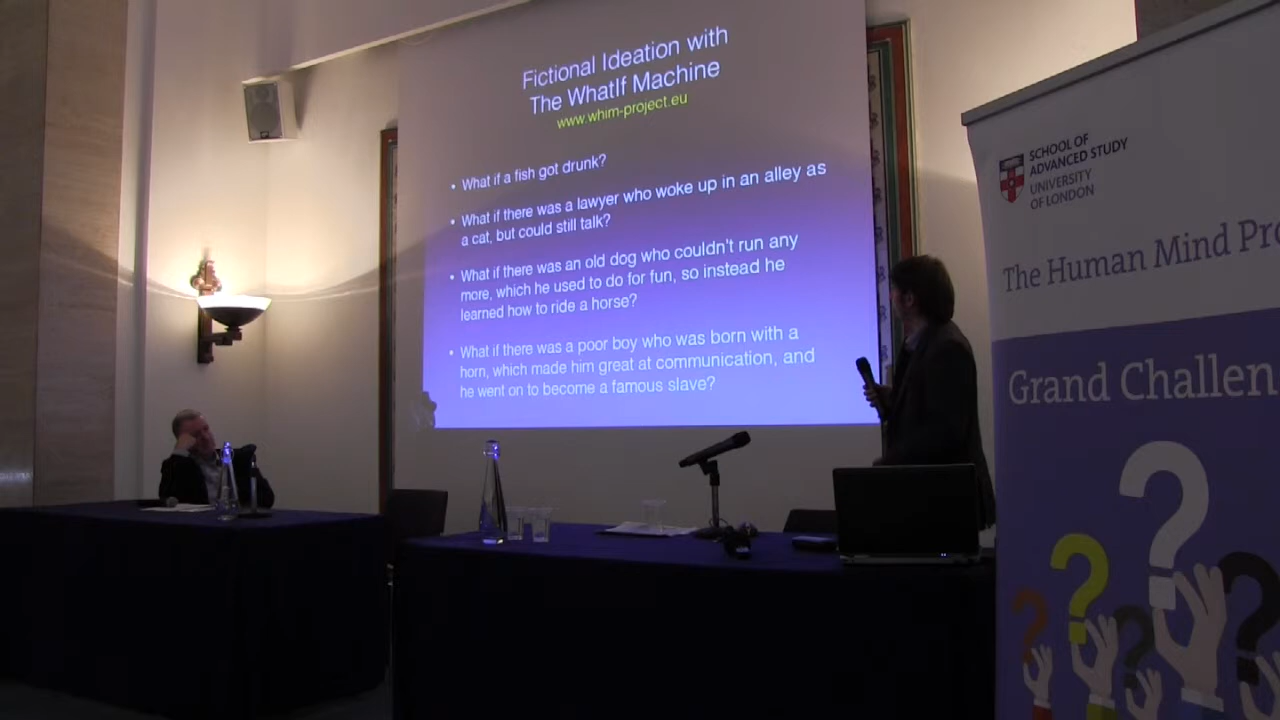 Fictional Ideation with
The WhatIf Machine
www.whim-project.eu
• What if a fish got drunk?
• What if there was a lawyer who woke up in an alley as
a cat, but could still talk?
• What if there was an old dog who couldn't run any
more, which he used to do for fun, so instead he
learned how to ride a horse?
• What if there was a poor boy who was born with a
horn, which made him great at communication, and
he went on to become a famous slave?
SCHOOL OF
ADVANCED STUDY
UNIVERSITY
OF LONDON
The Human Mind Pro
Grand Challen
? ? ? ? ?